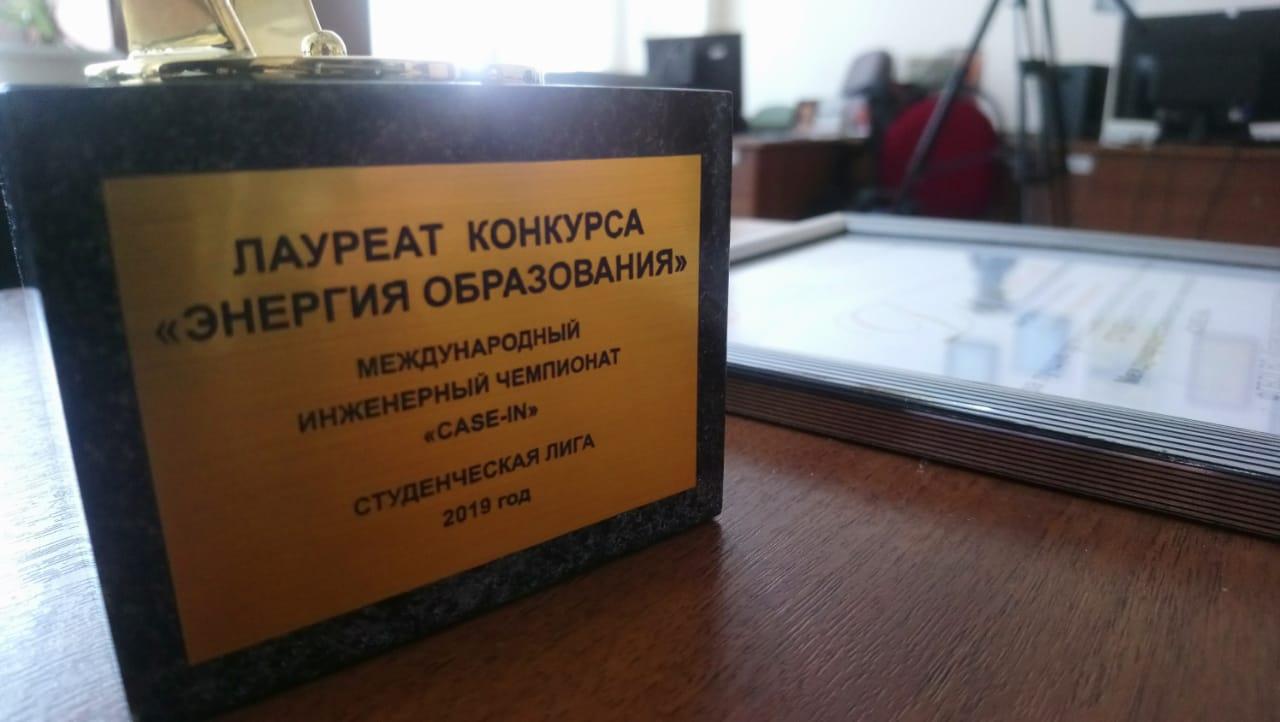 ЛАУРЕАТ КОНКУРСА
«ЭНЕРГИЯ ОБРАЗОВАНИЯ»
МЕЖДУНАРОДНЫЙ
ИНЖЕНЕРНЫЙ ЧЕМПИОНАТ
«CASE-IN»
СТУДЕНЧЕСКАЯ ЛИГА
2019 год